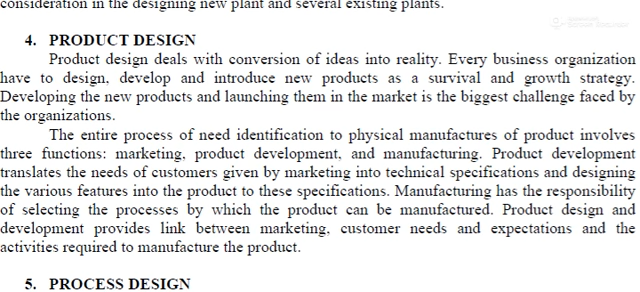 consideration in the designing new plant and several existing plants.
4. PRODUCT DESIGN
Product design deals with conversion of ideas into reality. Every business organization
have to design, develop and introduce new products as a survival and growth strategy.
Developing the new products and launching them in the market is the biggest challenge faced by
the organizations.
The entire process of need identification to physical manufactures of product involves
three functions: marketing, product development, and manufacturing. Product development
translates the needs of customers given by marketing into technical specifications and designing
the various features into the product to these specifications. Manufacturing has the responsibility
of selecting the processes by which the product can be manufactured. Product design and
development provides link between marketing, customer needs and expectations and the
activities required to manufacture the product.
5. PROCESS DESIGN